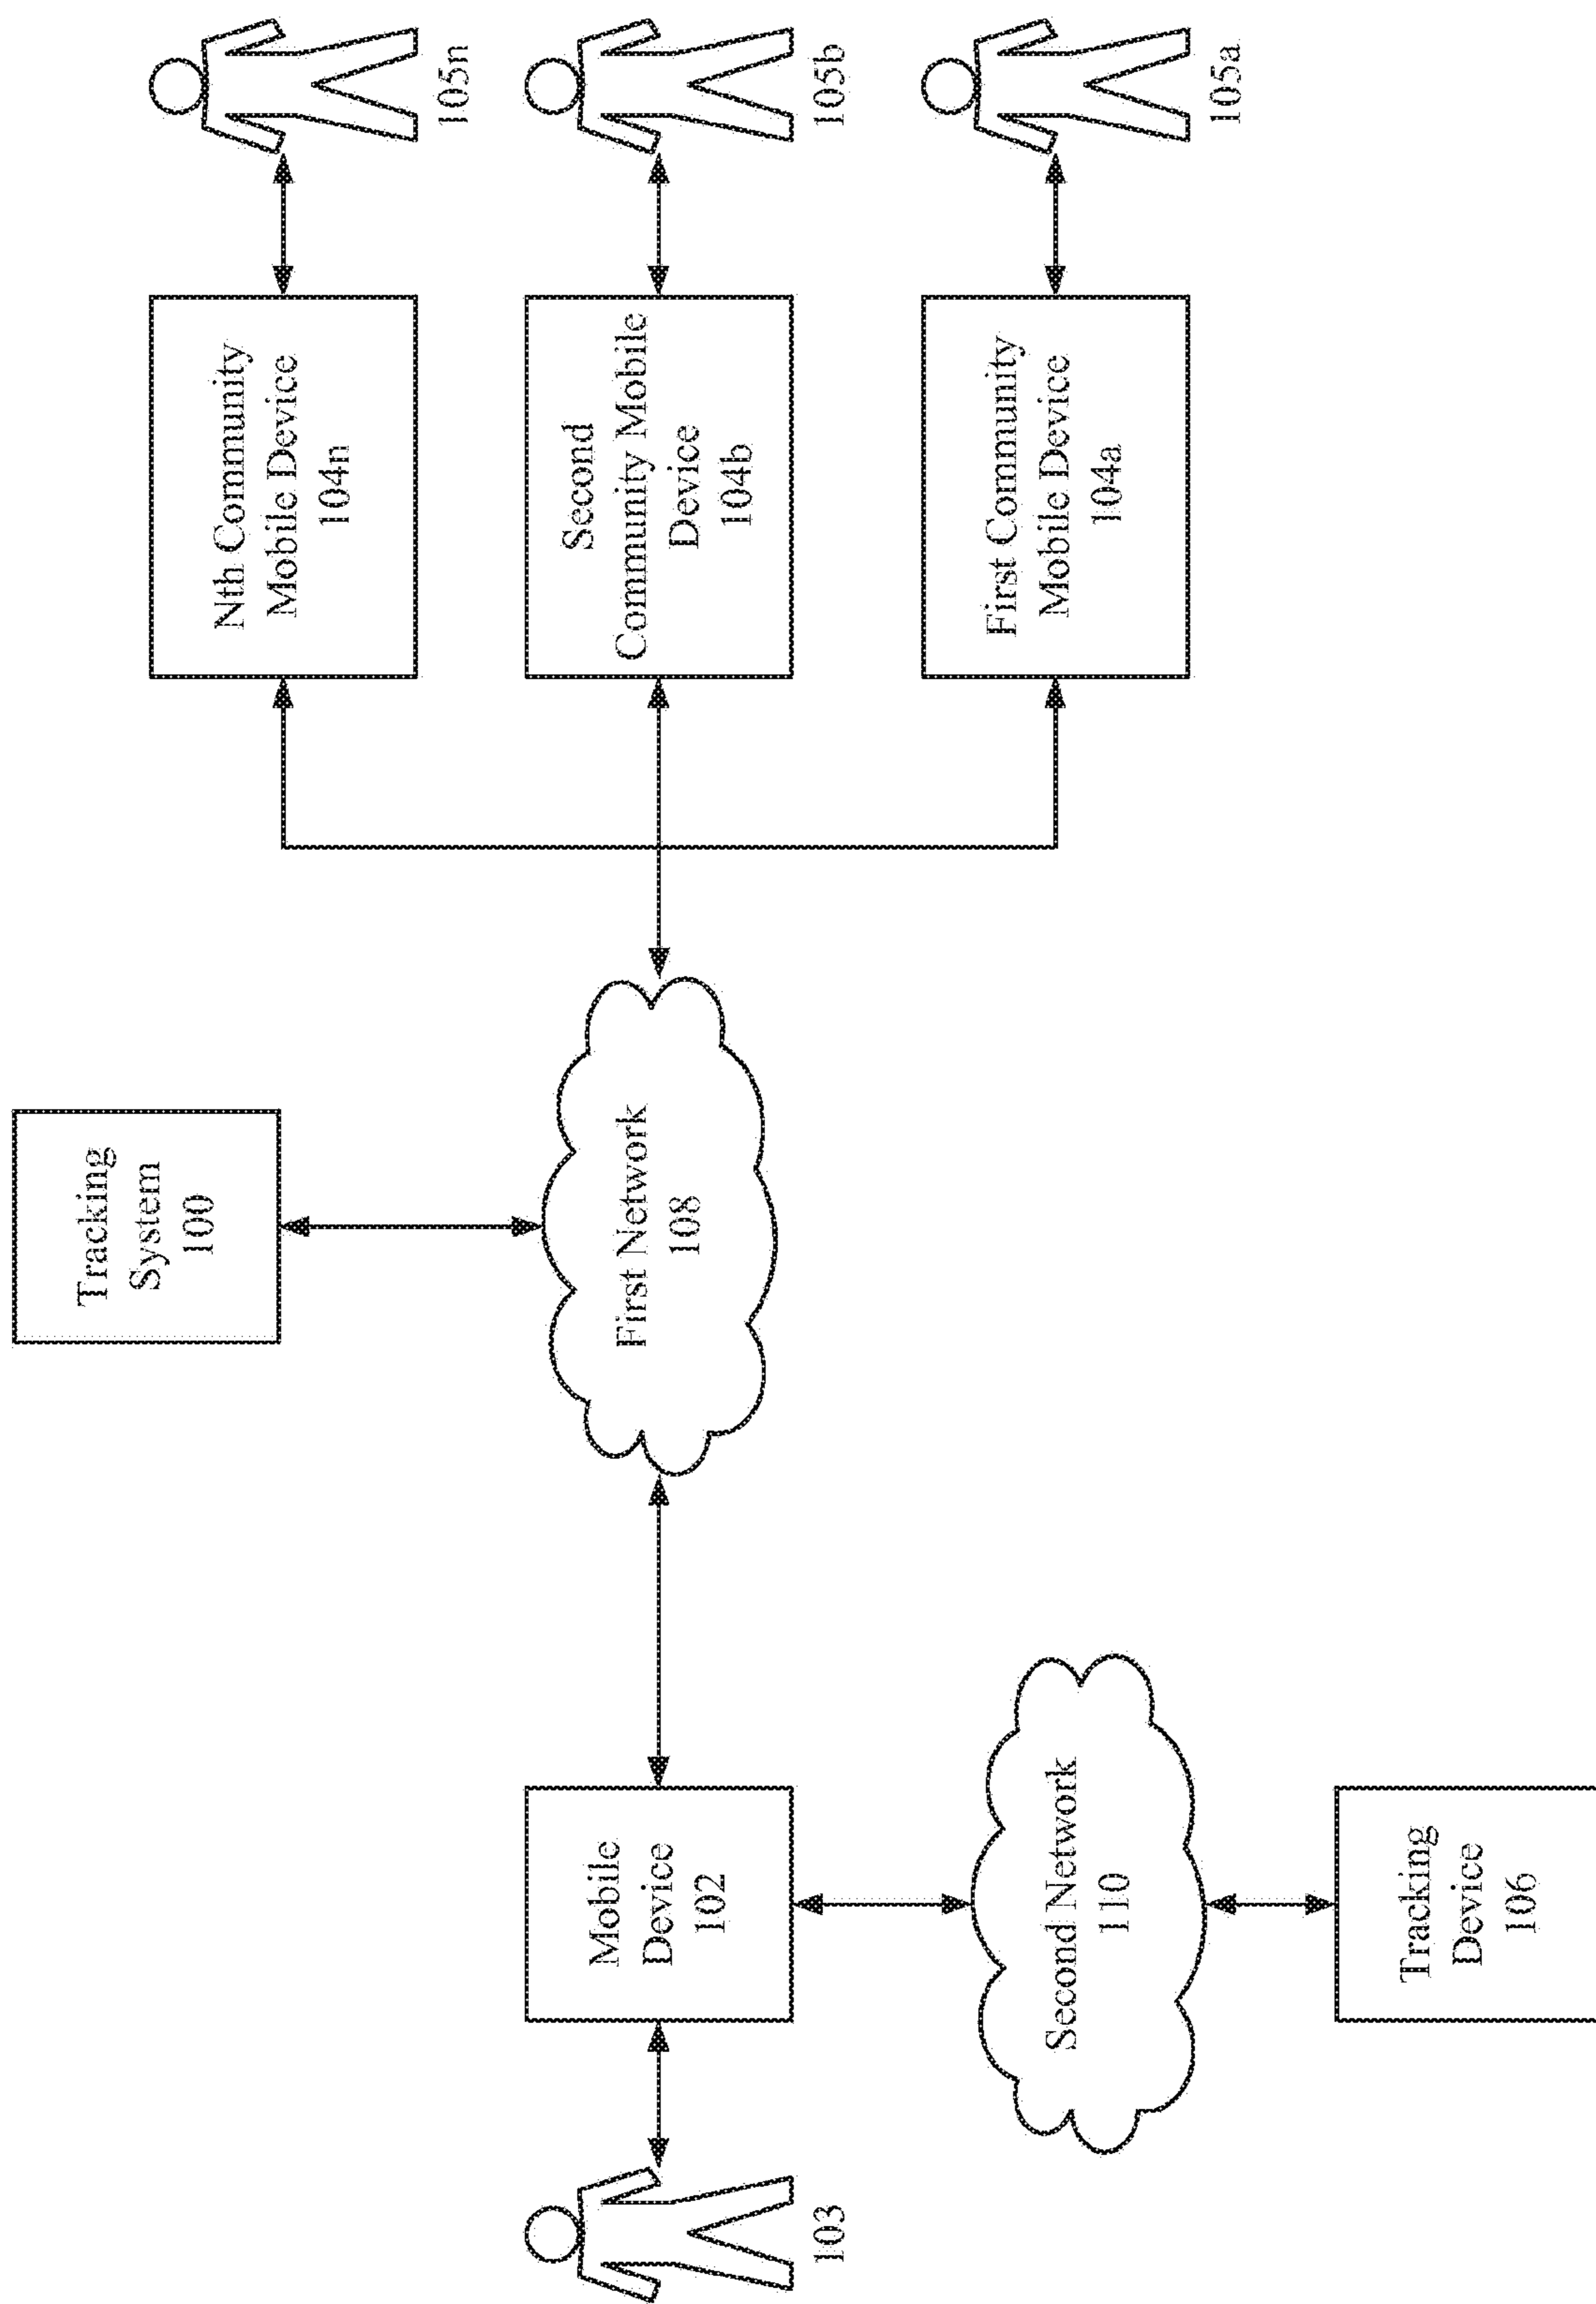 Tracking
System
100
Nth Community
Mobile Device
104n
105n
Mobile
Device
102
103
First Network
108
Second
Community Mobile
Device
104b
105b
Second Network
110
First Community
Mobile Device
104a
105a
Tracking
Device
106